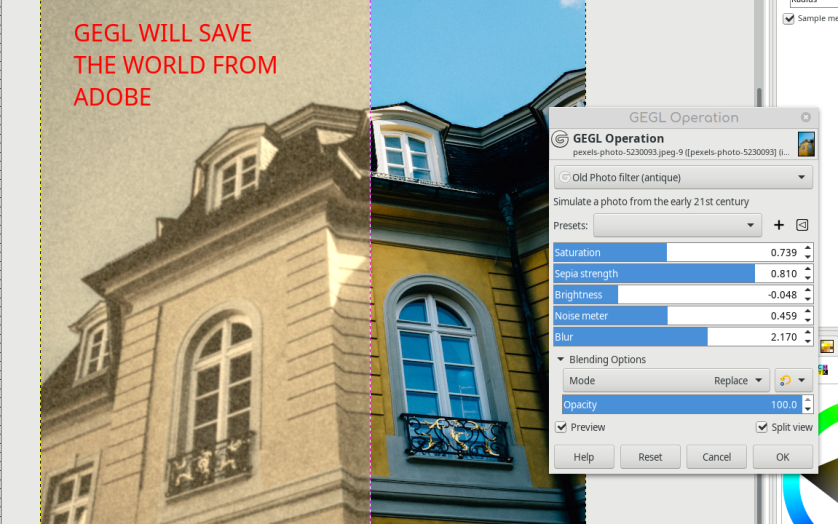 GEGL WILL SAVE
THE WORLD FROM
ADOBE
Sample me
GEGL Operation
GEGL Operation
pexels-photo-5230093.jpeg-9 ([pexels-photo-5230093] (i...
Old Photo filter (antique)
Simulate a photo from the early 21st century
Presets:
Saturation 0.739
Sepia strength 0.810
Brightness -0.048
Noise meter 0.459
Blur 2.170
Blending Options
Mode Replace
Opacity 100.0
Preview Split view
Help Reset Cancel OK